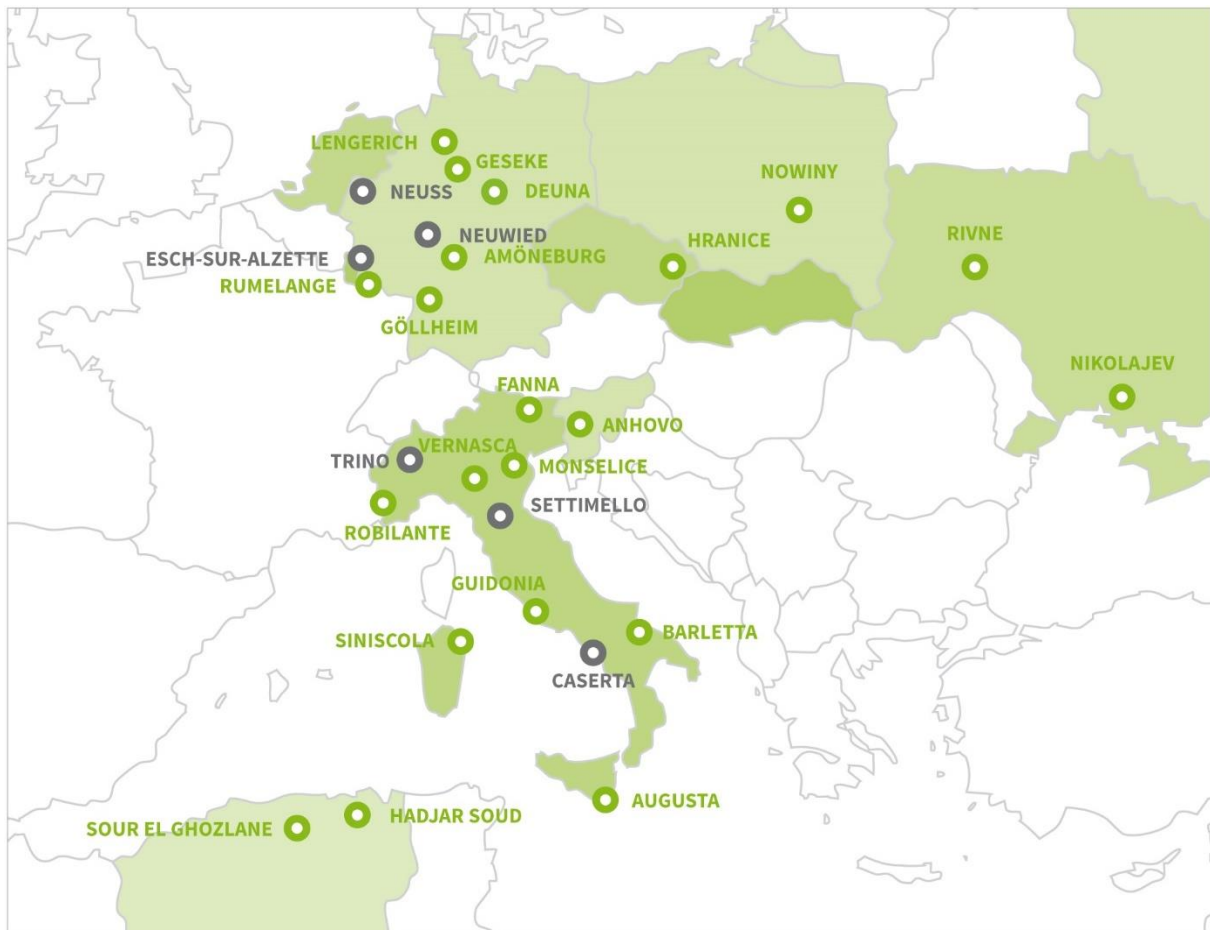 LENGERICH
GESEKE
NEUSS
DEUNA
NOWINY
NEUWIED
RIVNE
HRANICE
ESCH-SUR-ALZETTE
AMÖNEBURG
RUMELANGE
GÖLLHEIM
NIKOLAJEV
FANNA
ANHOVO
VERNASCA
TRINO
MONSELICE
SETTIMELLO
ROBILANTE
GUIDONIA
BARLETTA
SINISCOLA
CASERTA
AUGUSTA
HADJAR SOUD
SOUR EL GHOZLANE